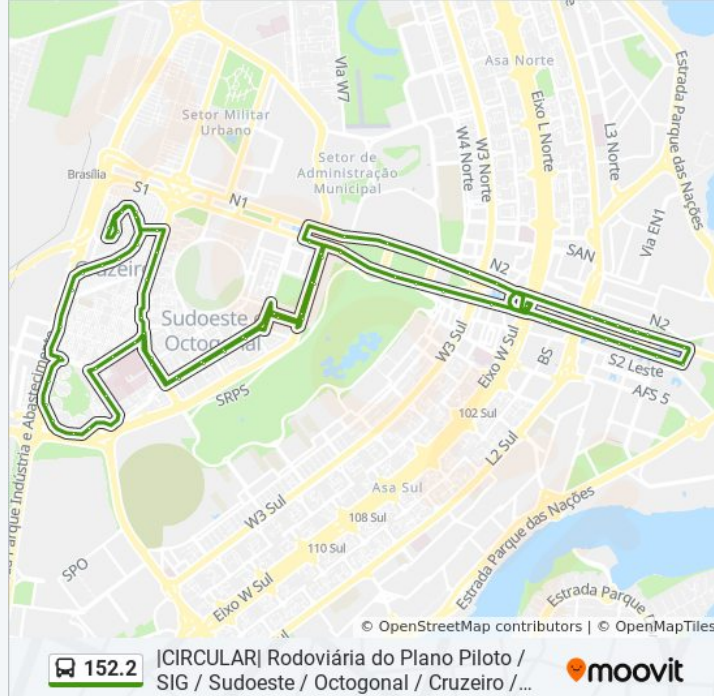 Asa Norte
Via W7
Setor Militar
Urbano
Eixo L Norte
W3 Norte
W4 Norte
L3 Norte
Estrada Parque das Nações
Setor de
Administração
Municipal
Brasília
S1
N1
Via EN1
SAN
N2
Cruzeiro
Sudoeste e
Octogonal
N2
S2 Leste
W3 Sul
Eixo W Sul
BS
AFS 5
SRPS
102 Sul
L2 Sul
Parque Indústria e Abastecimento
Asa Sul
W3 Sul
108 Sul
110 Sul
Estrada Parque das Nações
SPO
Eixo W Sul
Estrada Parque
© OpenStreetMap contributors | © OpenMapTiles
152.2
|CIRCULAR| Rodoviária do Plano Piloto /
SIG / Sudoeste / Octogonal / Cruzeiro /…
moovit